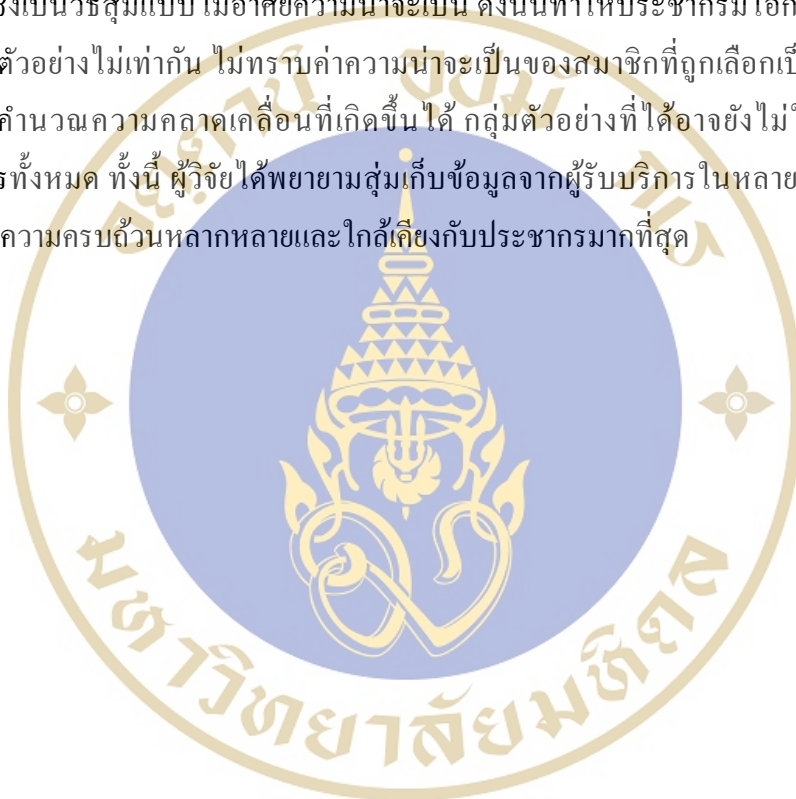 ซึ่งเป็นวิธีสุ่มแบบไม่อาศัยความน่าจะเป็น ดังนั้นทำให้ประชากรมีโอก
ตัวอย่างไม่เท่ากัน ไม่ทราบค่าความน่าจะเป็นของสมาชิกที่ถูกเลือกเป็
คำนวณความคลาดเคลื่อนที่เกิดขึ้นได้ กลุ่มตัวอย่างที่ได้อาจยังไม่
รทั้งหมด ทั้งนี้ ผู้วิจัยได้พยายามสุ่มเก็บข้อมูลจากผู้รับบริการในหลาย
ความครบถ้วนหลากหลายและใกล้เคียงกับประชากรมากที่สุด
อตฺตานํ อุปมํ กเร
มหาวิทยาลัยมหิดล